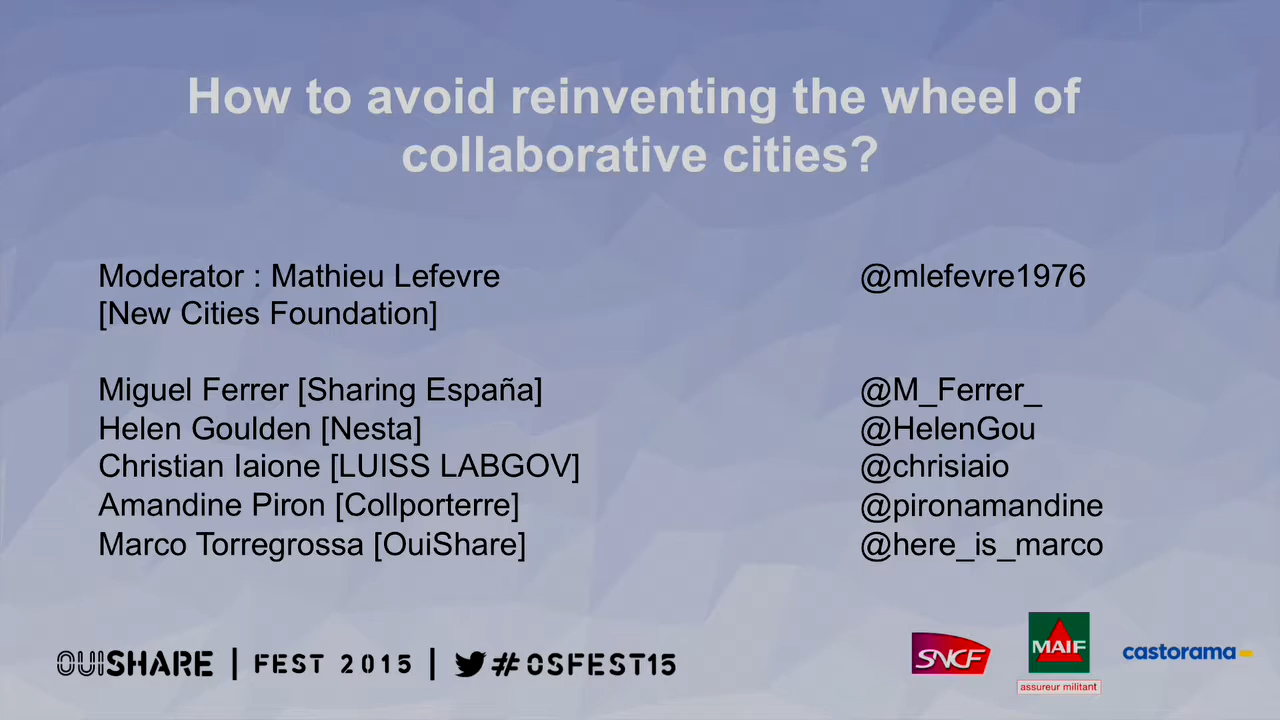 How to avoid reinventing the wheel of
collaborative cities?
Moderator : Mathieu Lefevre @mlefevre1976
[New Cities Foundation]
Miguel Ferrer [Sharing España] @M_Ferrer_
Helen Goulden [Nesta] @HelenGou
Christian Iaione [LUISS LABGOV] @chrisiaio
Amandine Piron [Collporterre] @pironamandine
Marco Torregrossa [OuiShare] @here_is_marco
OUISHARE | FEST 2015 | #OSFEST15
SNCF
MAIF
assureur militant
castorama